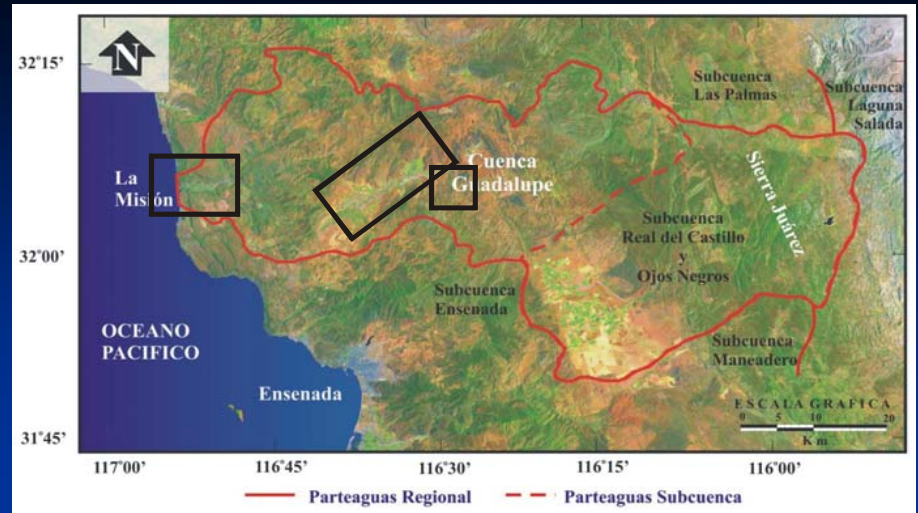 N
32°15’
32°00’
31°45’
Subcuenca
Las Palmas
Subcuenca
Laguna
Salada
La
Misión
Cuenca
Guadalupe
Sierra Juárez
Subcuenca
Real del Castillo
y
Ojos Negros
Subcuenca
Ensenada
OCEANO
PACIFICO
Subcuenca
Maneadero
Ensenada
ESCALA GRAFICA
0 5 10 20
Km
117°00’ 116°45’ 116°30’ 116°15’ 116°00’
Parteaguas Regional Parteaguas Subcuenca